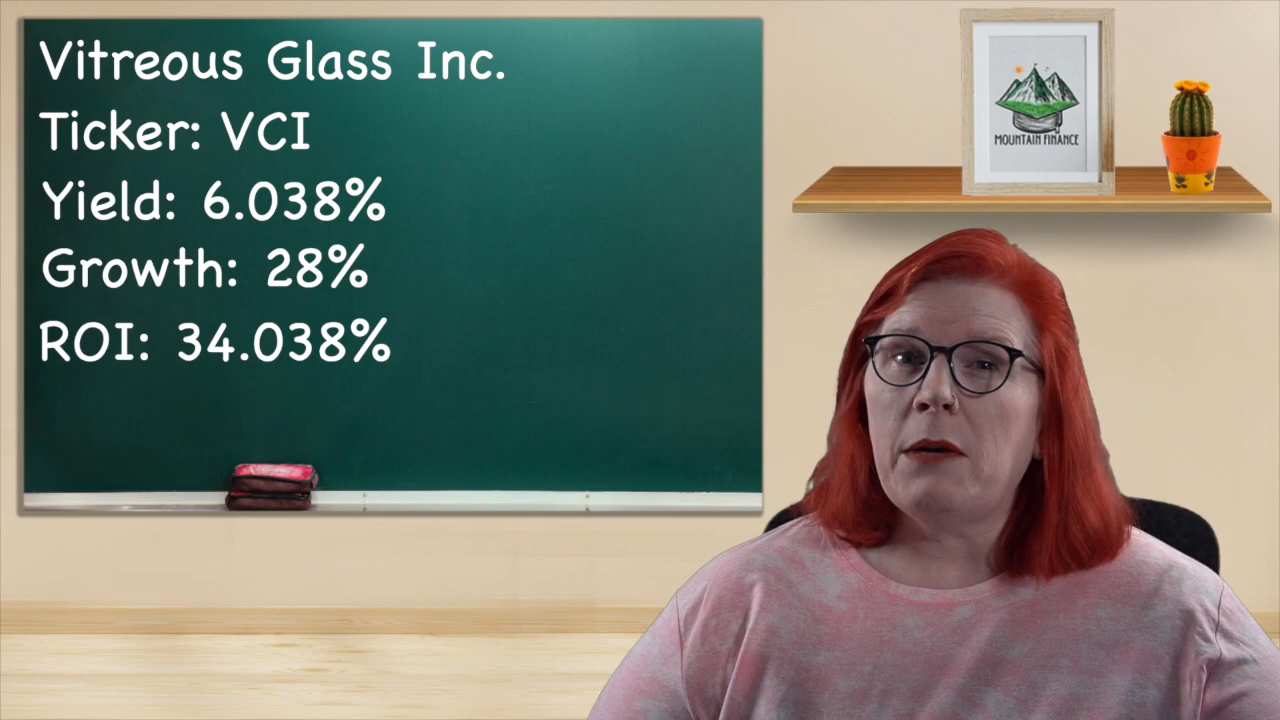 Vitreous Glass Inc.
Ticker: VCI
Yield: 6.038%
Growth: 28%
ROI: 34.038%
MOUNTAIN FINANCE